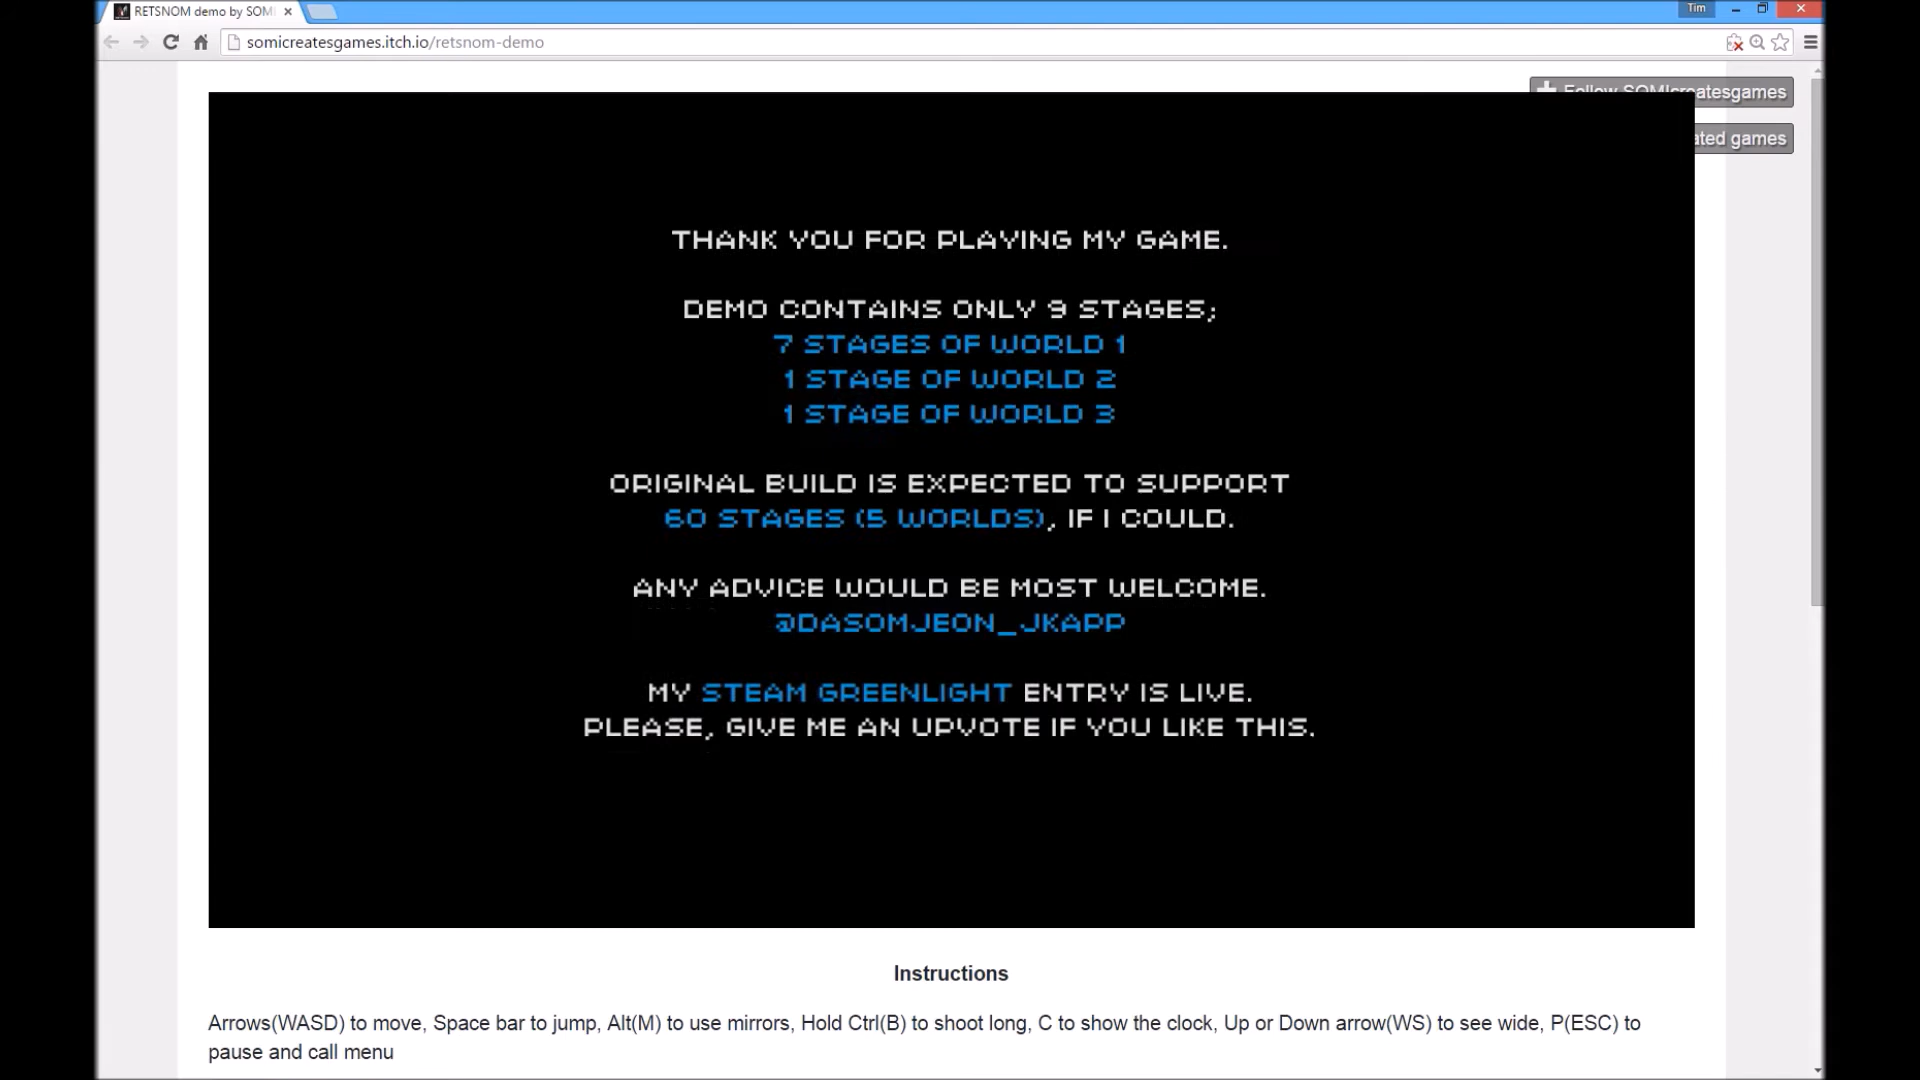 RETSNOM demo by SOMI
Tim
somicreatesgames.itch.io/retsnom-demo
Follow SOMIcreatesgames
ated games
THANK YOU FOR PLAYING MY GAME.
DEMO CONTAINS ONLY 9 STAGES;
7 STAGES OF WORLD 1
1 STAGE OF WORLD 2
1 STAGE OF WORLD 3
ORIGINAL BUILD IS EXPECTED TO SUPPORT
60 STAGES (5 WORLDS), IF I COULD.
ANY ADVICE WOULD BE MOST WELCOME.
@DASOMJEON_JKAPP
MY STEAM GREENLIGHT ENTRY IS LIVE.
PLEASE, GIVE ME AN UPVOTE IF YOU LIKE THIS.
Instructions
Arrows(WASD) to move, Space bar to jump, Alt(M) to use mirrors, Hold Ctrl(B) to shoot long, C to show the clock, Up or Down arrow(WS) to see wide, P(ESC) to
pause and call menu